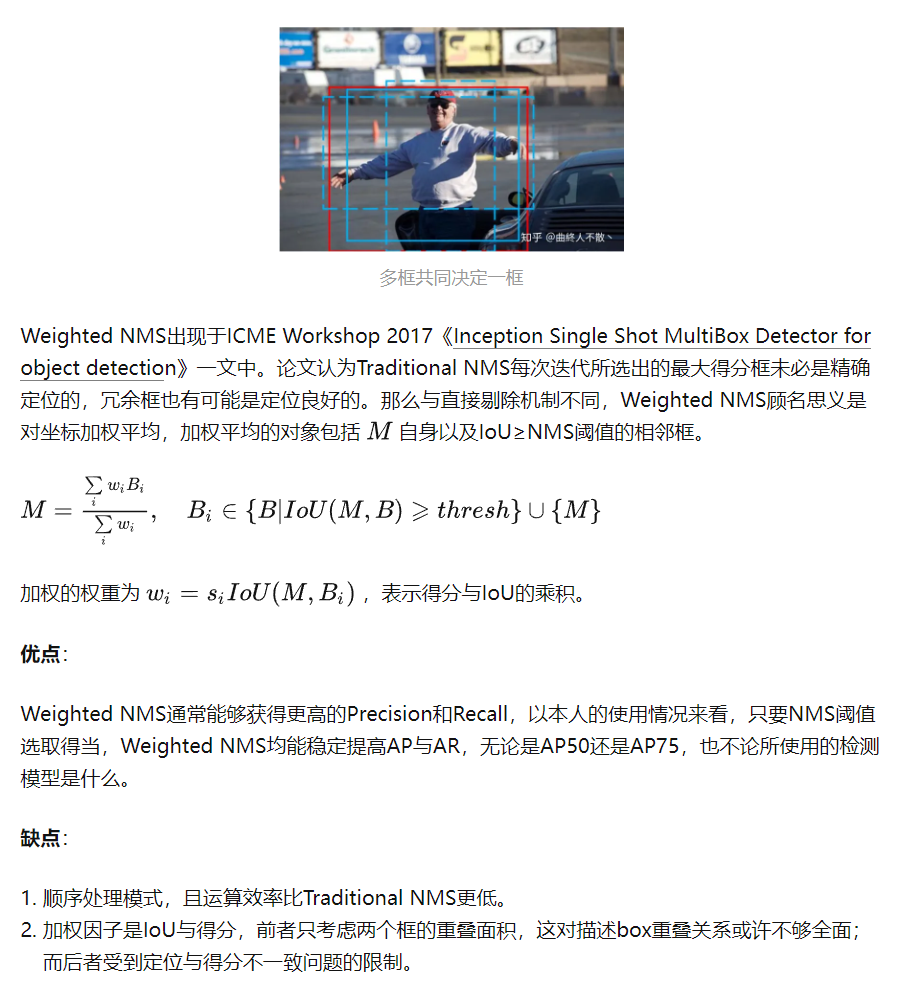 Graniterock
知乎 @曲終人不散丶
多框共同决定一框
Weighted NMS出现于ICME Workshop 2017《Inception Single Shot MultiBox Detector for
object detection》一文中。论文认为Traditional NMS每次迭代所选出的最大得分框未必是精确
定位的，冗余框也有可能是定位良好的。那么与直接剔除机制不同，Weighted NMS顾名思义是
对坐标加权平均，加权平均的对象包括 M 自身以及IoU≥NMS阈值的相邻框。
M = \frac{\sum_i w_i B_i}{\sum_i w_i}, B_i ∈ {B|IoU(M, B) ⩾ thresh} ∪ {M}
加权的权重为 w_i = s_i IoU(M, B_i) ，表示得分与IoU的乘积。
优点：
Weighted NMS通常能够获得更高的Precision和Recall，以本人的使用情况来看，只要NMS阈值
选取得当，Weighted NMS均能稳定提高AP与AR，无论是AP50还是AP75，也不论所使用的检测
模型是什么。
缺点：
1. 顺序处理模式，且运算效率比Traditional NMS更低。
2. 加权因子是IoU与得分，前者只考虑两个框的重叠面积，这对描述box重叠关系或许不够全面；
而后者受到定位与得分不一致问题的限制。